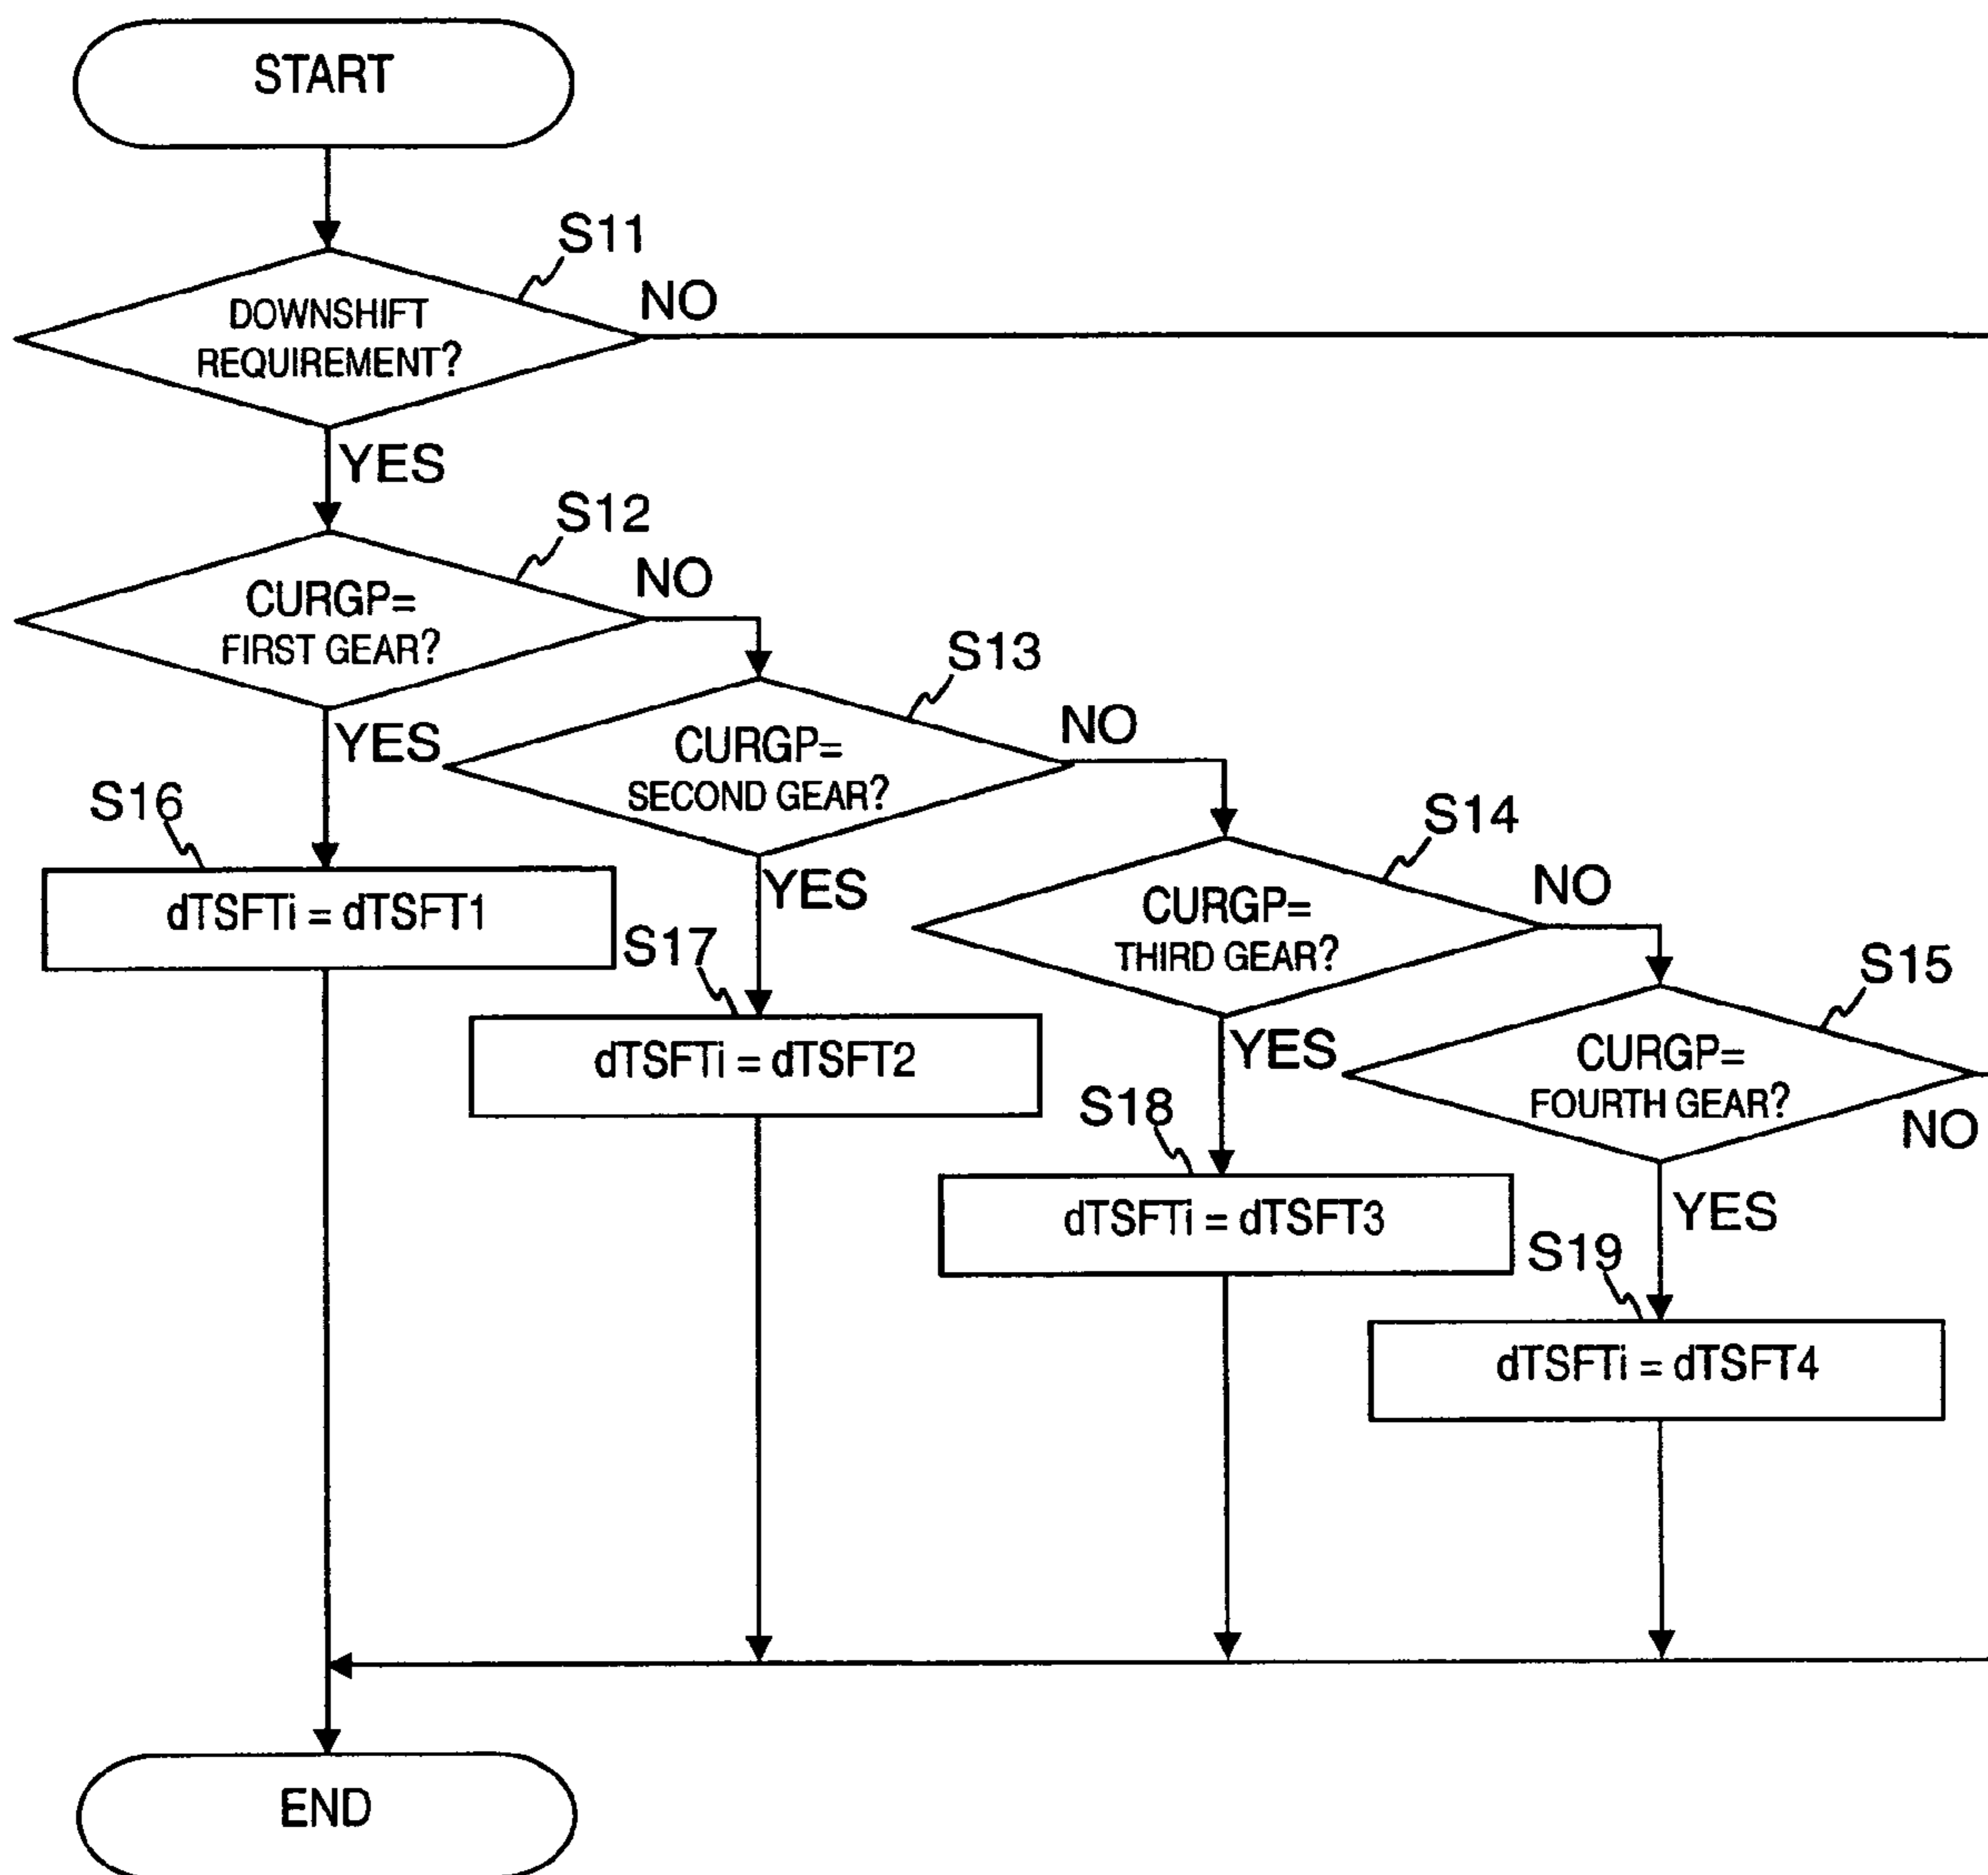 START
S11
DOWNSHIFT
REQUIREMENT?
NO
YES
S12
CURGP=
FIRST GEAR?
NO
YES
S13
CURGP=
SECOND GEAR?
NO
YES
S14
CURGP=
THIRD GEAR?
NO
YES
S15
CURGP=
FOURTH GEAR?
NO
YES
S16
dTSFTi = dTSFT1
S17
dTSFTi = dTSFT2
S18
dTSFTi = dTSFT3
S19
dTSFTi = dTSFT4
END